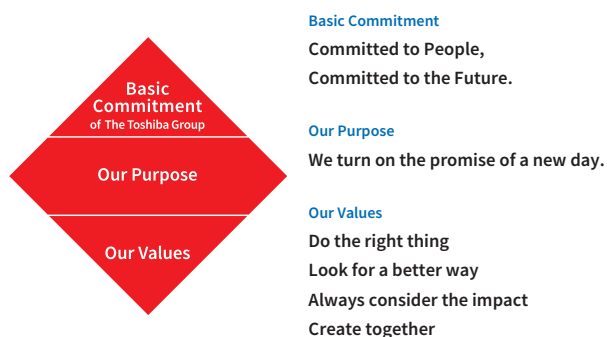 Basic
Commitment
of The Toshiba Group
Our Purpose
Our Values
Basic Commitment
Committed to People,
Committed to the Future.
Our Purpose
We turn on the promise of a new day.
Our Values
Do the right thing
Look for a better way
Always consider the impact
Create together